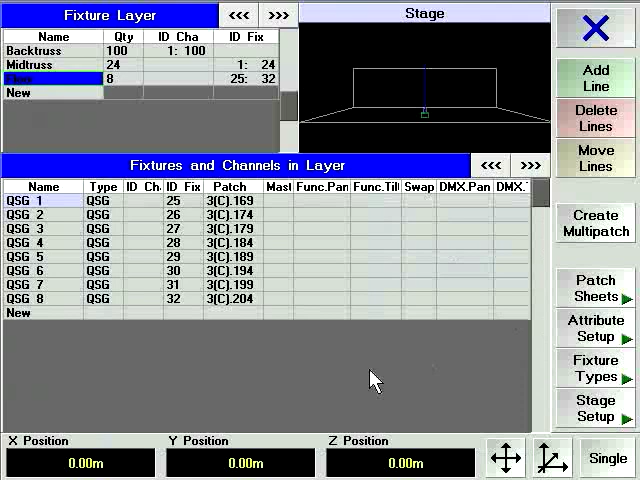 Fixture Layer <<< >>> Stage
Name Qty ID Cha ID Fix
Backtruss 100 1: 100
Midtruss 24 1: 24
8 25: 32
New
Add Line
Delete Lines
Move Lines
Fixtures and Channels in Layer <<< >>>
Name Type ID Ch ID Fix Patch Mast Func.Pan Func.Tilt Swap DMX.Pan DMX.
QSG 1 QSG 25 3(C).169
QSG 2 QSG 26 3(C).174
QSG 3 QSG 27 3(C).179
QSG 4 QSG 28 3(C).184
QSG 5 QSG 29 3(C).189
QSG 6 QSG 30 3(C).194
QSG 7 QSG 31 3(C).199
QSG 8 QSG 32 3(C).204
New
Create Multipatch
Patch Sheets
Attribute Setup
Fixture Types
Stage Setup
X Position Y Position Z Position
0.00m 0.00m 0.00m Single